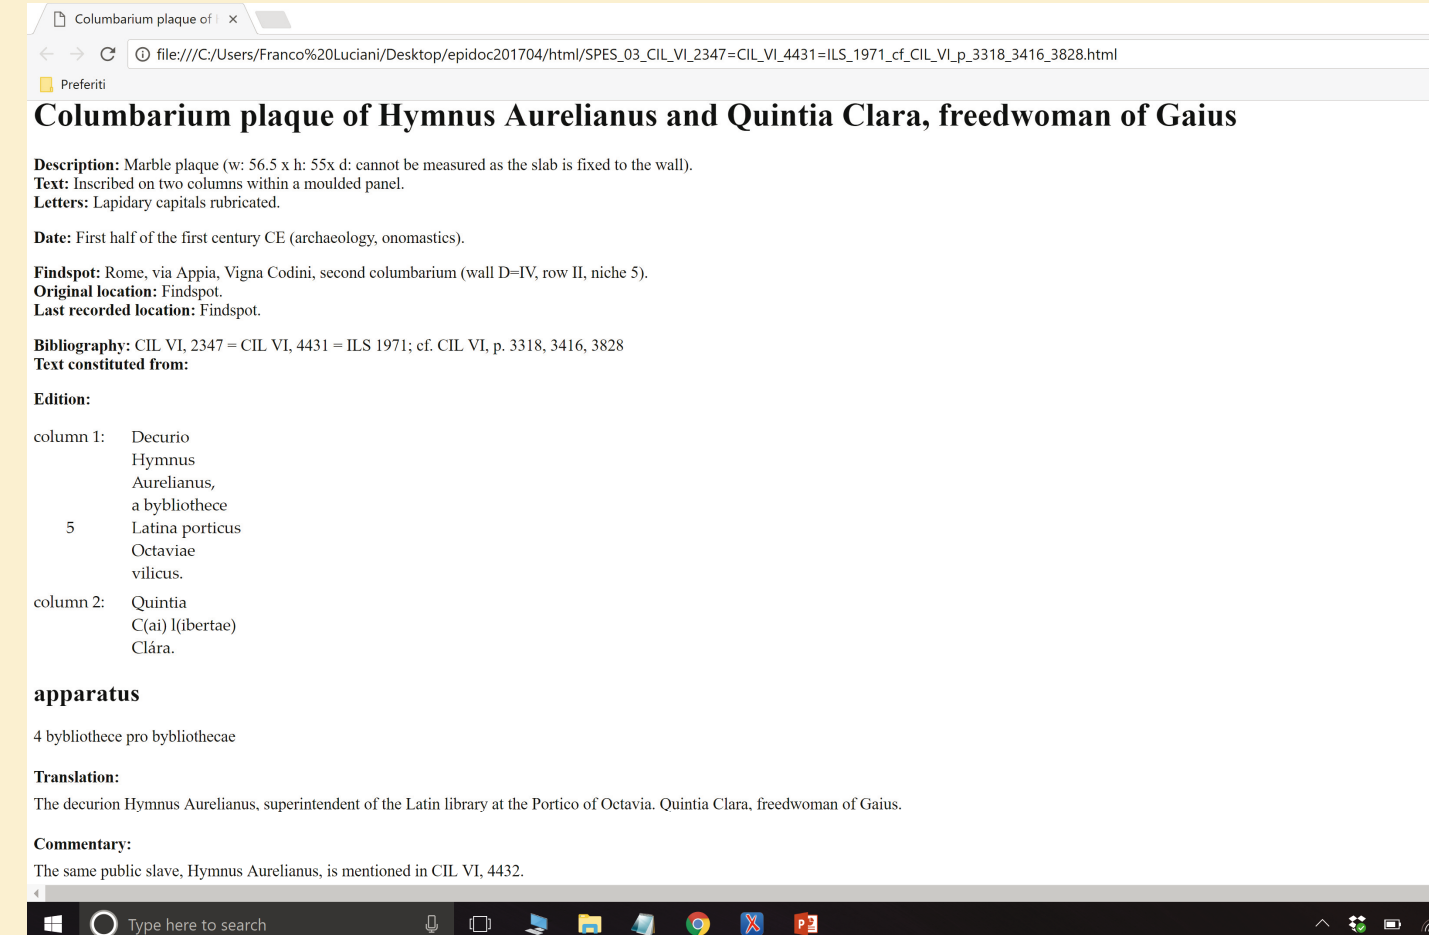 Columbarium plaque of
file:///C:/Users/Franco%20Luciani/Desktop/epidoc201704/html/SPES_03_CIL_VI_2347=CIL_VI_4431=ILS_1971_cf_CIL_VI_p_3318_3416_3828.html
Preferiti
Columbarium plaque of Hymnus Aurelianus and Quintia Clara, freedwoman of Gaius
Description: Marble plaque (w: 56.5 x h: 55x d: cannot be measured as the slab is fixed to the wall).
Text: Inscribed on two columns within a moulded panel.
Letters: Lapidary capitals rubricated.
Date: First half of the first century CE (archaeology, onomastics).
Findspot: Rome, via Appia, Vigna Codini, second columbarium (wall D=IV, row II, niche 5).
Original location: Findspot.
Last recorded location: Findspot.
Bibliography: CIL VI, 2347 = CIL VI, 4431 = ILS 1971; cf. CIL VI, p. 3318, 3416, 3828
Text constituted from:
Edition:
column 1: Decurio
Hymnus
Aurelianus,
a bybliothece
5 Latina porticus
Octaviae
vilicus.
column 2: Quintia
C(ai) l(ibertae)
Clára.
apparatus
4 bybliothece pro bybliothecae
Translation:
The decurion Hymnus Aurelianus, superintendent of the Latin library at the Portico of Octavia. Quintia Clara, freedwoman of Gaius.
Commentary:
The same public slave, Hymnus Aurelianus, is mentioned in CIL VI, 4432.
Type here to search